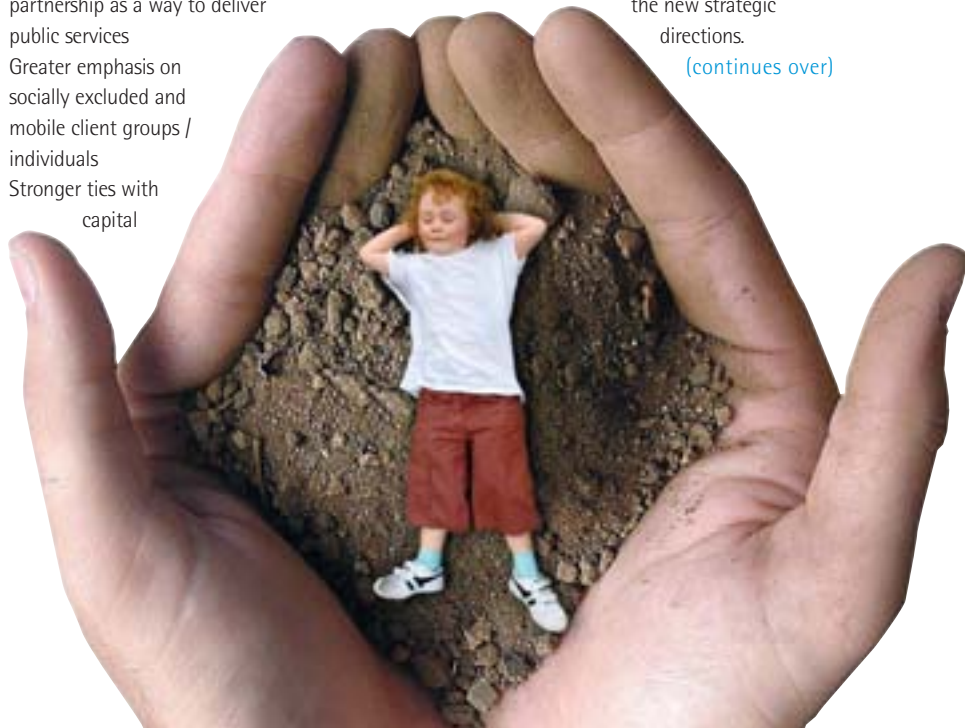 partnership as a way to deliver
public services
Greater emphasis on
socially excluded and
mobile client groups /
individuals
Stronger ties with
capital
the new strategic
directions.
(continues over)